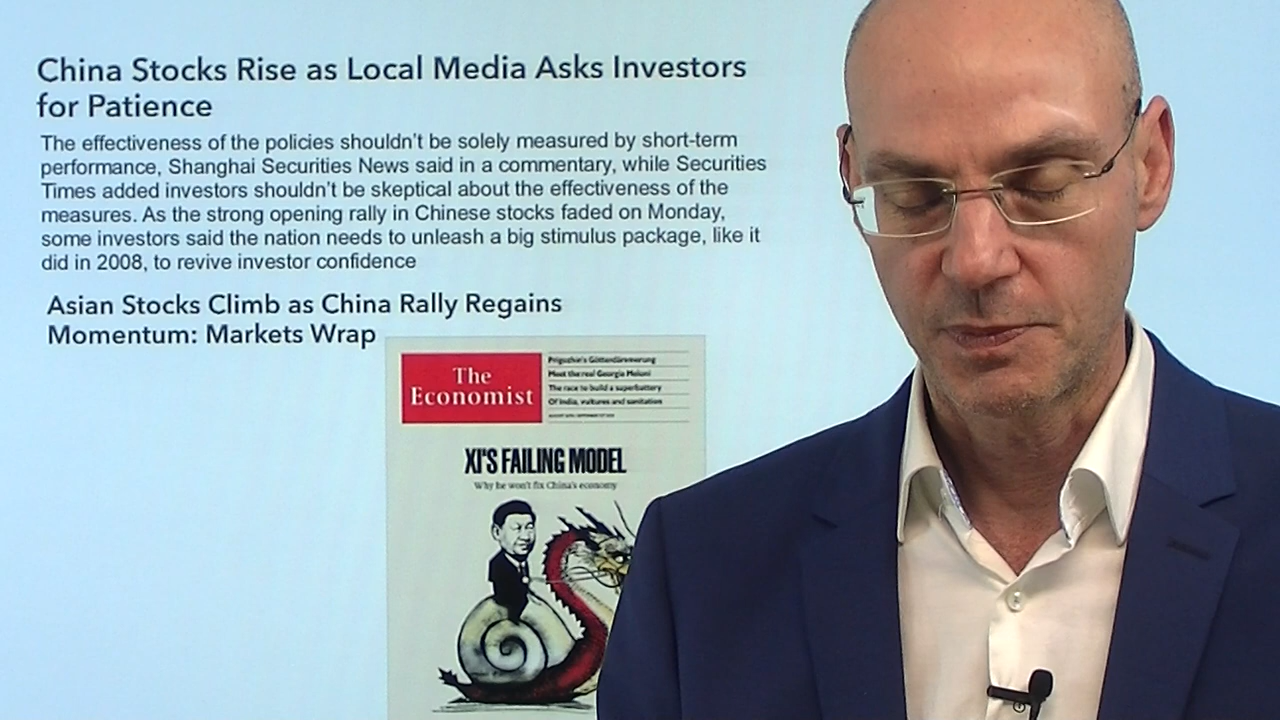 China Stocks Rise as Local Media Asks Investors
for Patience
The effectiveness of the policies shouldn't be solely measured by short-term
performance, Shanghai Securities News said in a commentary, while Securities
Times added investors shouldn't be skeptical about the effectiveness of the
measures. As the strong opening rally in Chinese stocks faded on Monday,
some investors said the nation needs to unleash a big stimulus package, like it
did in 2008, to revive investor confidence
Asian Stocks Climb as China Rally Regains
Momentum: Markets Wrap
The
Economist
Prigozhin's Götterdämmerung
Meet the real Georgia Meloni
The race to build a superbattery
Of India, vultures and sanitation
XI'S FAILING MODEL
Why he won't fix China's economy